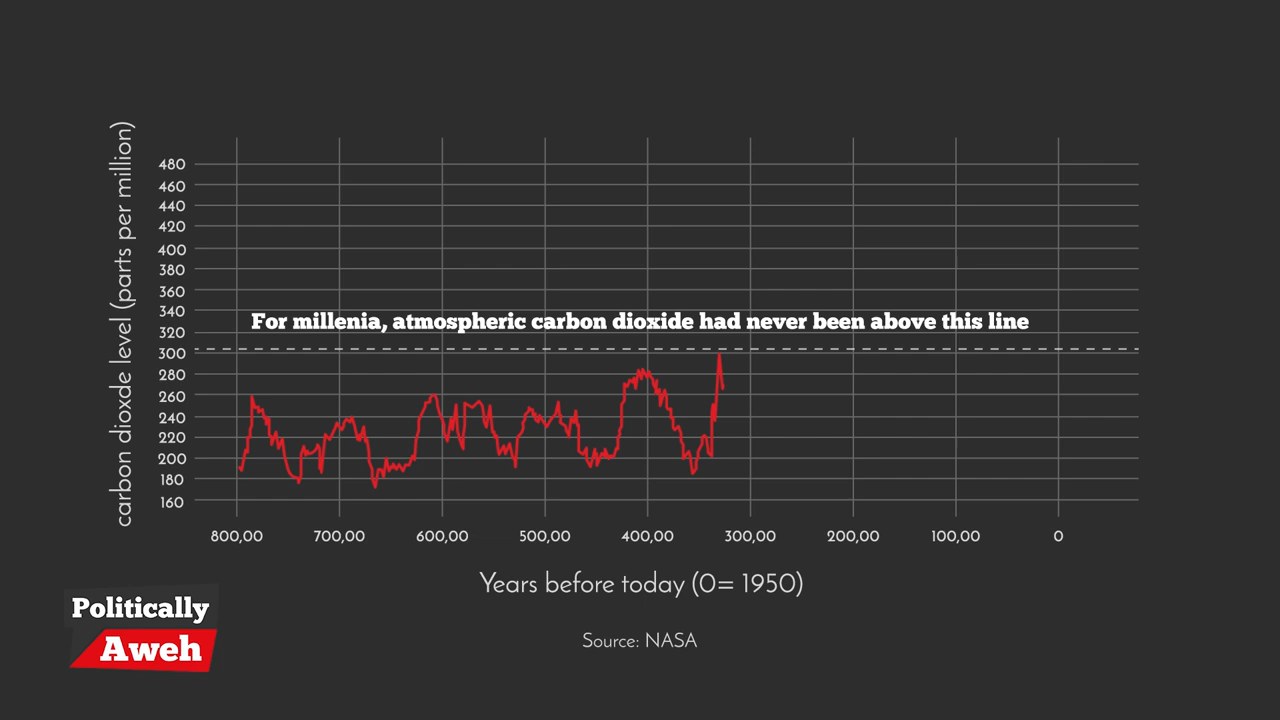 carbon dioxde level (parts per million)
480
460
440
420
400
380
360
340
320
300
280
260
240
220
200
180
160
For millenia, atmospheric carbon dioxide had never been above this line
800,00 700,00 600,00 500,00 400,00 300,00 200,00 100,00 0
Years before today (0= 1950)
Source: NASA
Politically
Aweh